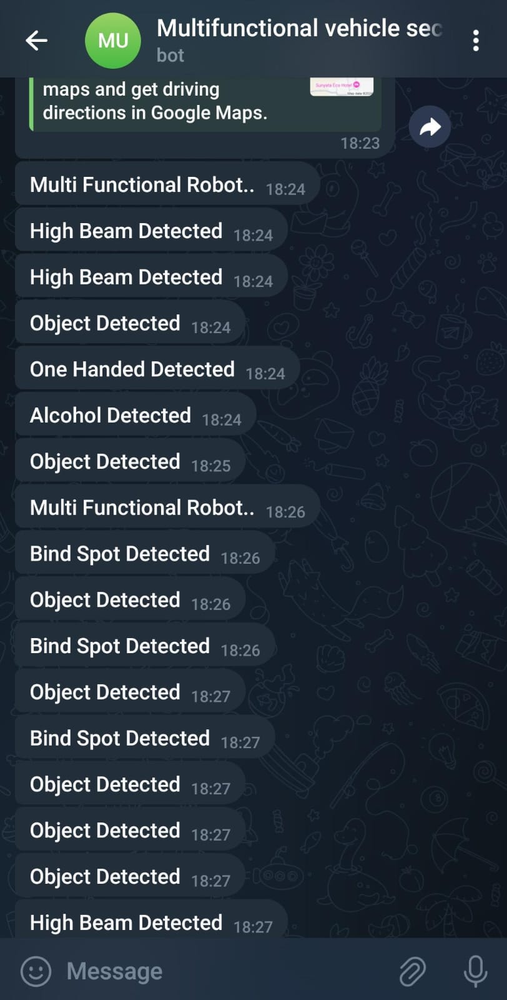 MU
Multifunctional vehicle sec
bot
maps and get driving
directions in Google Maps.
Sunyata Eco Hotel
18:23
Multi Functional Robot.. 18:24
High Beam Detected 18:24
High Beam Detected 18:24
Object Detected 18:24
One Handed Detected 18:24
Alcohol Detected 18:24
Object Detected 18:25
Multi Functional Robot.. 18:26
Bind Spot Detected 18:26
Object Detected 18:26
Bind Spot Detected 18:26
Object Detected 18:27
Bind Spot Detected 18:27
Object Detected 18:27
Object Detected 18:27
Object Detected 18:27
High Beam Detected 18:27
Message